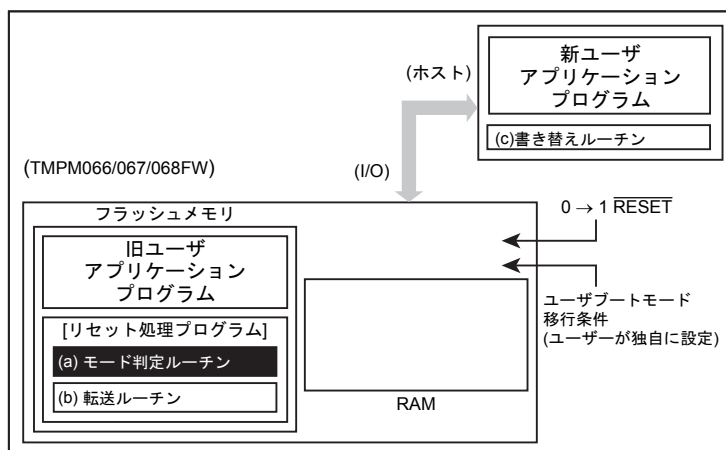 新ユーザ
アプリケーション
プログラム
(ホスト)
(c)書き替えルーチン
(TMPM066/067/068FW)
(I/O)
0 → 1 RESET
フラッシュメモリ
旧ユーザ
アプリケーション
プログラム
ユーザブートモード
移行条件
(ユーザーが独自に設定)
[リセット処理プログラム]
(a) モード判定ルーチン
(b) 転送ルーチン
RAM